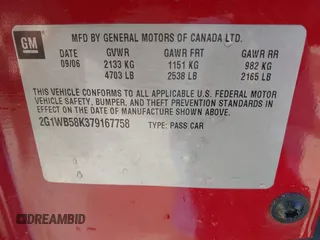 GM
MFD BY GENERAL MOTORS OF CANADA LTD.
DATE GVWR GAWR FRT GAWR RR
09/06 2133 KG 1151 KG 982 KG
4703 LB 2538 LB 2165 LB
THIS VEHICLE CONFORMS TO ALL APPLICABLE U.S. FEDERAL MOTOR
VEHICLE SAFETY, BUMPER, AND THEFT PREVENTION STANDARDS
IN EFFECT ON THE DATE OF MANUFACTURE SHOWN ABOVE.
2G1WB58K379167758 TYPE: PASS CAR
DREAMBID